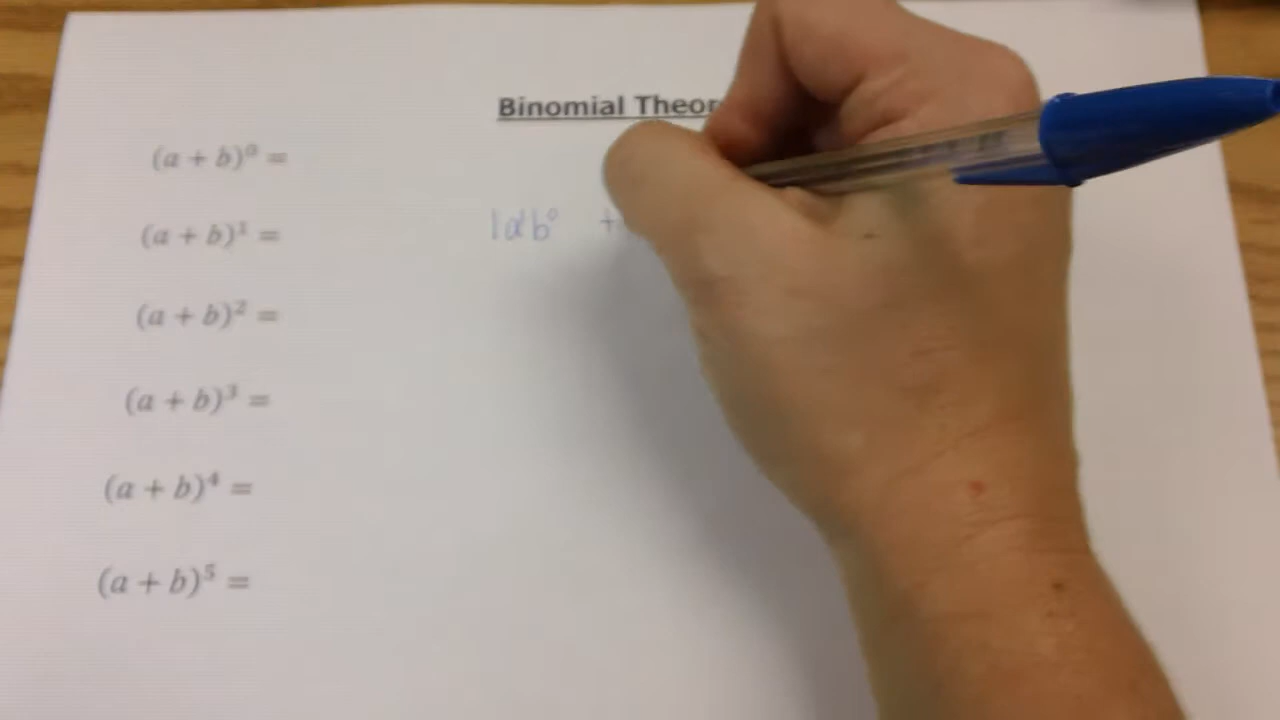 Binomial Theor
(a + b)⁰ =
(a + b)¹ = 1a¹b⁰ +
(a + b)² =
(a + b)³ =
(a + b)⁴ =
(a + b)⁵ =